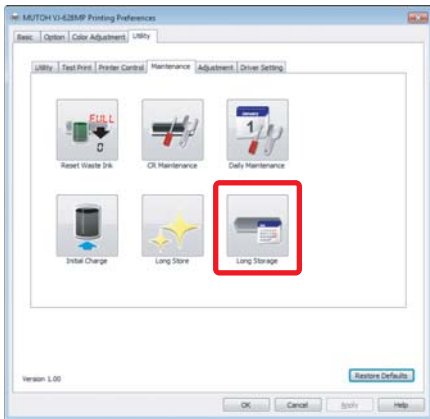 MUTOH VJ-628MP Printing Preferences
Basic Option Color Adjustment Utility
Utility Test Print Printer Control Maintenance Adjustment Driver Setting
FULL
0
1
Reset Waste Ink CR Maintenance Daily Maintenance
Initial Charge Long Store Long Storage
Version 1.00
Restore Defaults
OK Cancel Apply Help